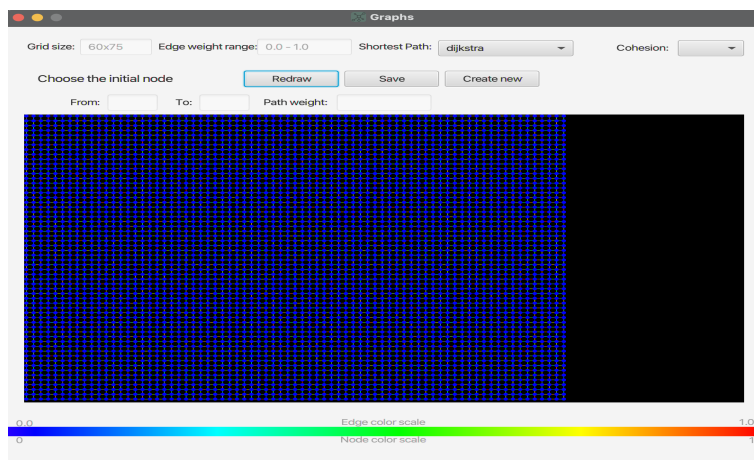 Graphs
Grid size: 60x75 Edge weight range: 0.0 - 1.0 Shortest Path: dijkstra Cohesion:
Choose the initial node Redraw Save Create new
From: To: Path weight:
0.0 Edge color scale 1.0
0 Node color scale 1